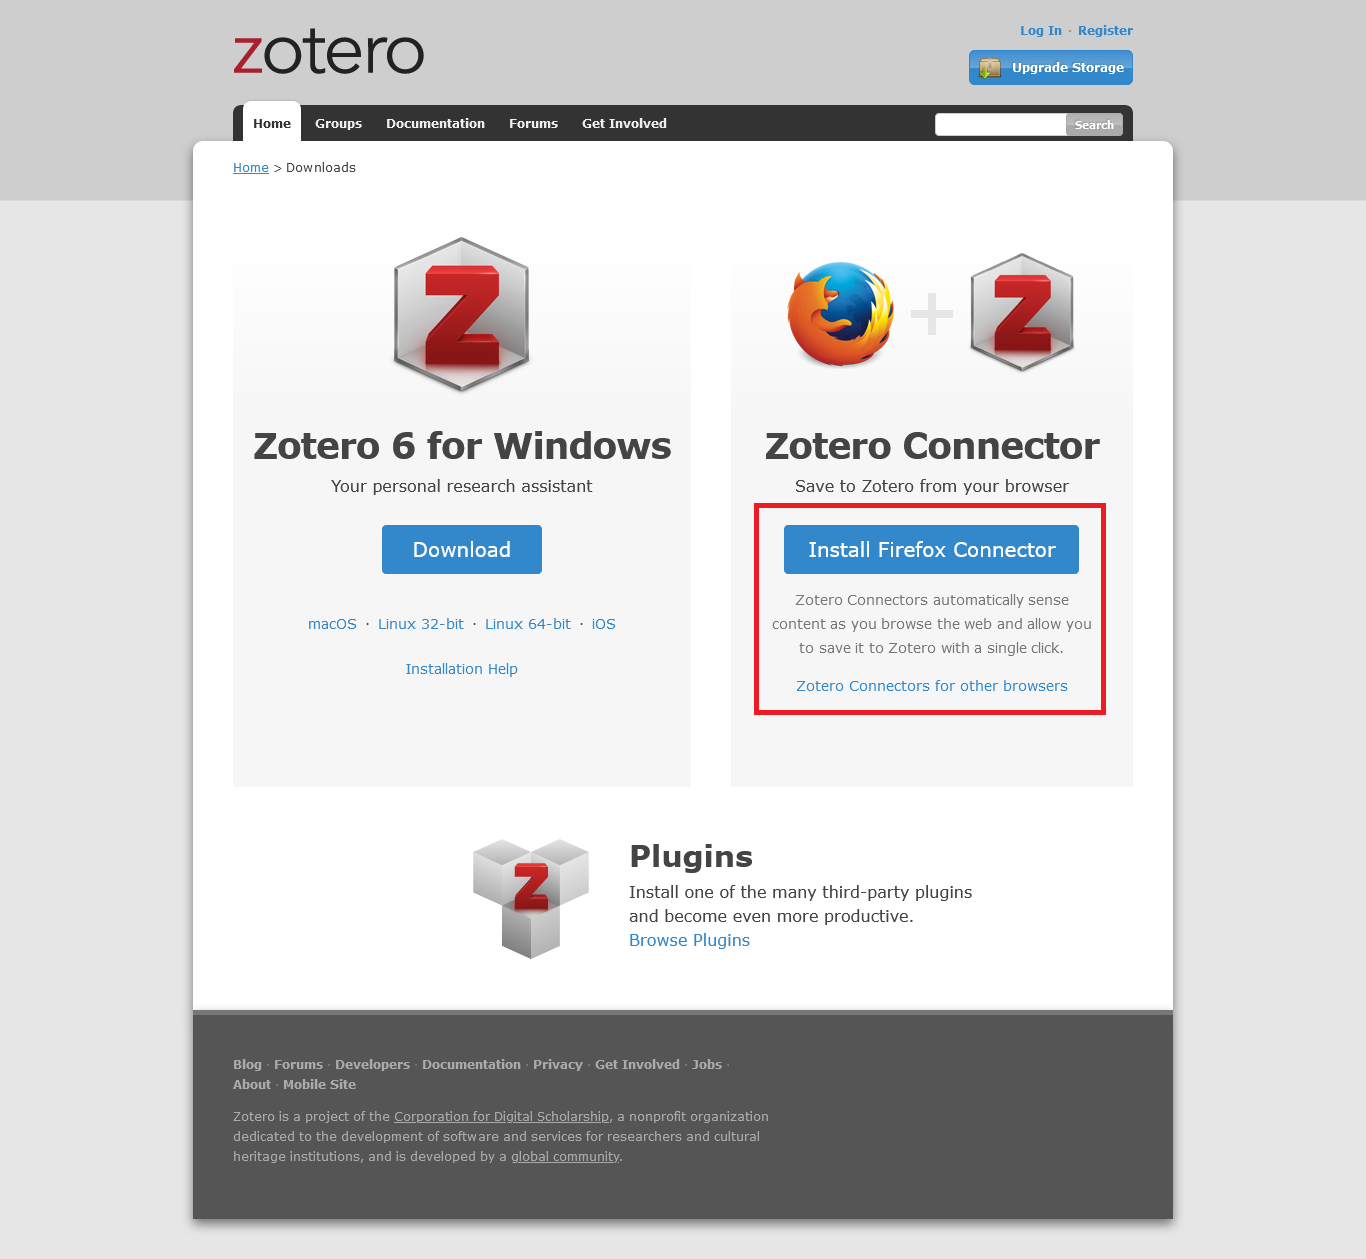 zotero
Log In · Register
Upgrade Storage
Home Groups Documentation Forums Get Involved Search
Home > Downloads
Z
Zotero 6 for Windows
Your personal research assistant
Download
macOS · Linux 32-bit · Linux 64-bit · iOS
Installation Help
+ Z
Zotero Connector
Save to Zotero from your browser
Install Firefox Connector
Zotero Connectors automatically sense
content as you browse the web and allow you
to save it to Zotero with a single click.
Zotero Connectors for other browsers
Z
Plugins
Install one of the many third-party plugins
and become even more productive.
Browse Plugins
Blog · Forums · Developers · Documentation · Privacy · Get Involved · Jobs ·
About · Mobile Site
Zotero is a project of the Corporation for Digital Scholarship, a nonprofit organization
dedicated to the development of software and services for researchers and cultural
heritage institutions, and is developed by a global community.